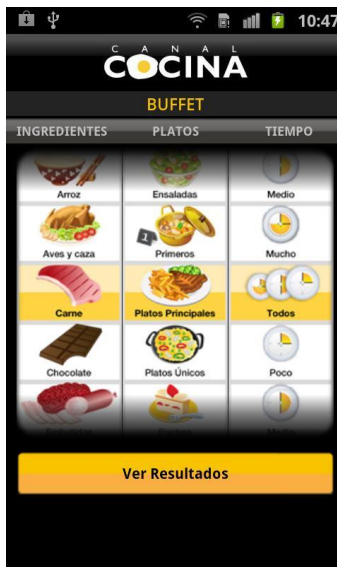 10:47
CANAL
COCINA
BUFFET
INGREDIENTES PLATOS TIEMPO
Arroz Ensaladas Medio
Aves y caza 1 Primeros Mucho
Carne Platos Principales Todos
Chocolate Platos Únicos Poco
Ver Resultados